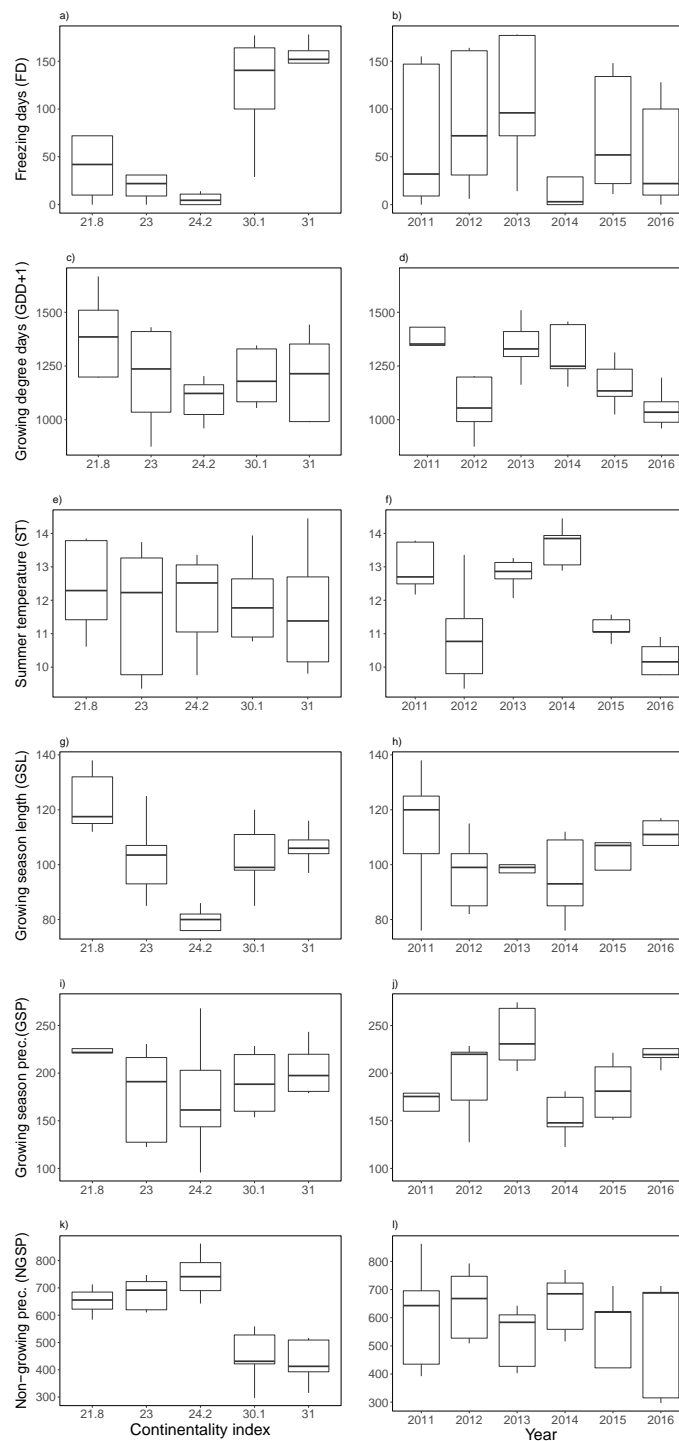 a)
b)
Freezing days (FD)
150
100
50
0
21.8 23 24.2 30.1 31
150
100
50
0
2011 2012 2013 2014 2015 2016
c)
d)
Growing degree days (GDD+1)
1500
1250
1000
21.8 23 24.2 30.1 31
1500
1250
1000
2011 2012 2013 2014 2015 2016
e)
f)
Summer temperature (ST)
14
13
12
11
10
21.8 23 24.2 30.1 31
14
13
12
11
10
2011 2012 2013 2014 2015 2016
g)
h)
Growing season length (GSL)
140
120
100
80
21.8 23 24.2 30.1 31
140
120
100
80
2011 2012 2013 2014 2015 2016
i)
j)
Growing season prec.(GSP)
250
200
150
100
21.8 23 24.2 30.1 31
250
200
150
100
2011 2012 2013 2014 2015 2016
k)
l)
Non-growing prec. (NGSP)
800
700
600
500
400
300
21.8 23 24.2 30.1 31
Continentality index
800
700
600
500
400
300
2011 2012 2013 2014 2015 2016
Year